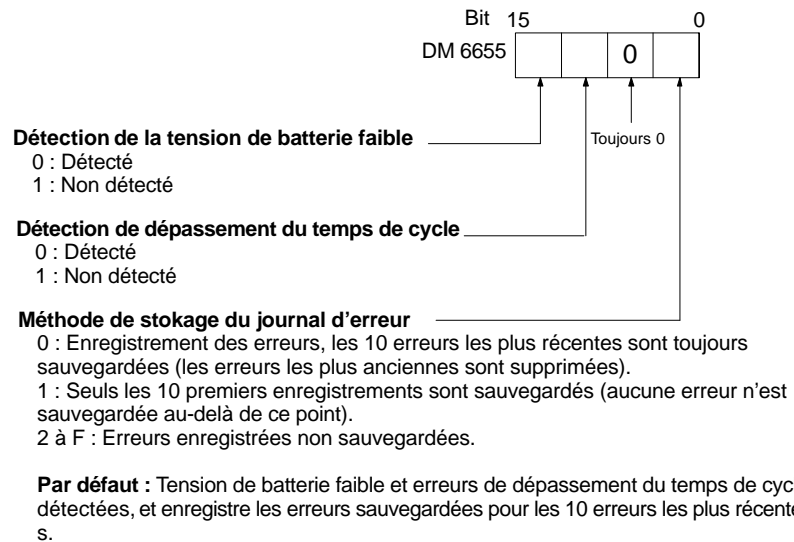 Bit 15 0
DM 6655 0
Toujours 0
Détection de la tension de batterie faible
0 : Détecté
1 : Non détecté
Détection de dépassement du temps de cycle
0 : Détecté
1 : Non détecté
Méthode de stokage du journal d'erreur
0 : Enregistrement des erreurs, les 10 erreurs les plus récentes sont toujours
sauvegardées (les erreurs les plus anciennes sont supprimées).
1 : Seuls les 10 premiers enregistrements sont sauvegardés (aucune erreur n'est
sauvegardée au-delà de ce point).
2 à F : Erreurs enregistrées non sauvegardées.
Par défaut : Tension de batterie faible et erreurs de dépassement du temps de cyc
détectées, et enregistre les erreurs sauvegardées pour les 10 erreurs les plus récente
s.